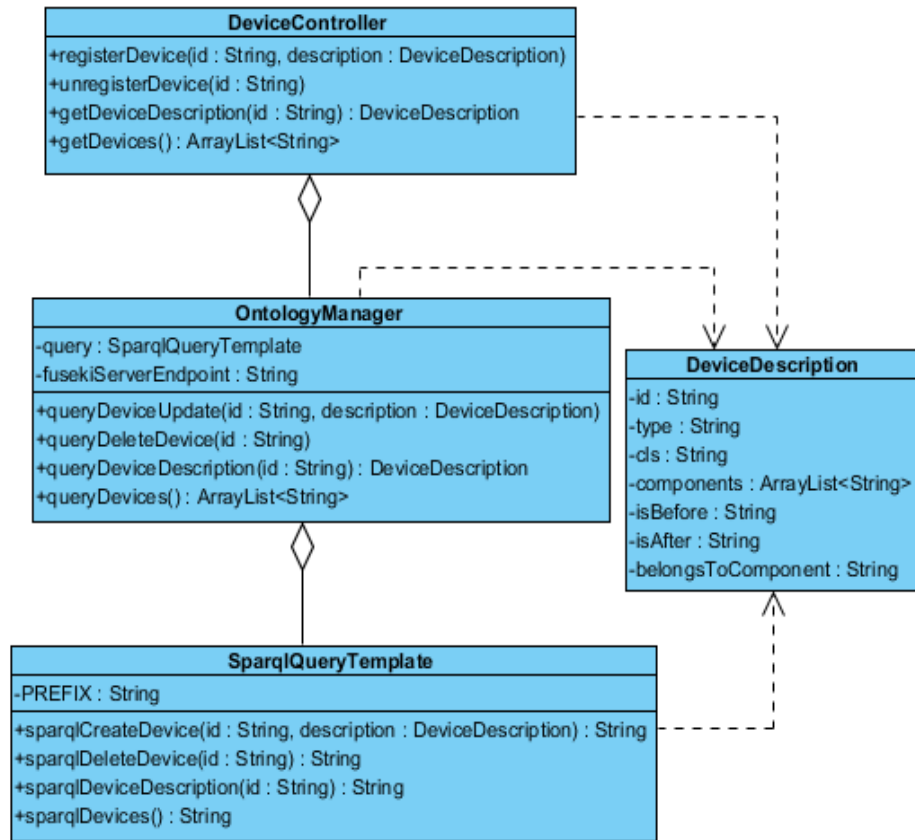 DeviceController
+registerDevice(id : String, description : DeviceDescription)
+unregisterDevice(id : String)
+getDeviceDescription(id : String) : DeviceDescription
+getDevices() : ArrayList<String>
OntologyManager
-query : SparqlQueryTemplate
-fusekiServerEndpoint : String
+queryDeviceUpdate(id : String, description : DeviceDescription)
+queryDeleteDevice(id : String)
+queryDeviceDescription(id : String) : DeviceDescription
+queryDevices() : ArrayList<String>
DeviceDescription
-id : String
-type : String
-cls : String
-components : ArrayList<String>
-isBefore : String
-isAfter : String
-belongsToComponent : String
SparqlQueryTemplate
-PREFIX : String
+sparqlCreateDevice(id : String, description : DeviceDescription) : String
+sparqlDeleteDevice(id : String) : String
+sparqlDeviceDescription(id : String) : String
+sparqlDevices() : String